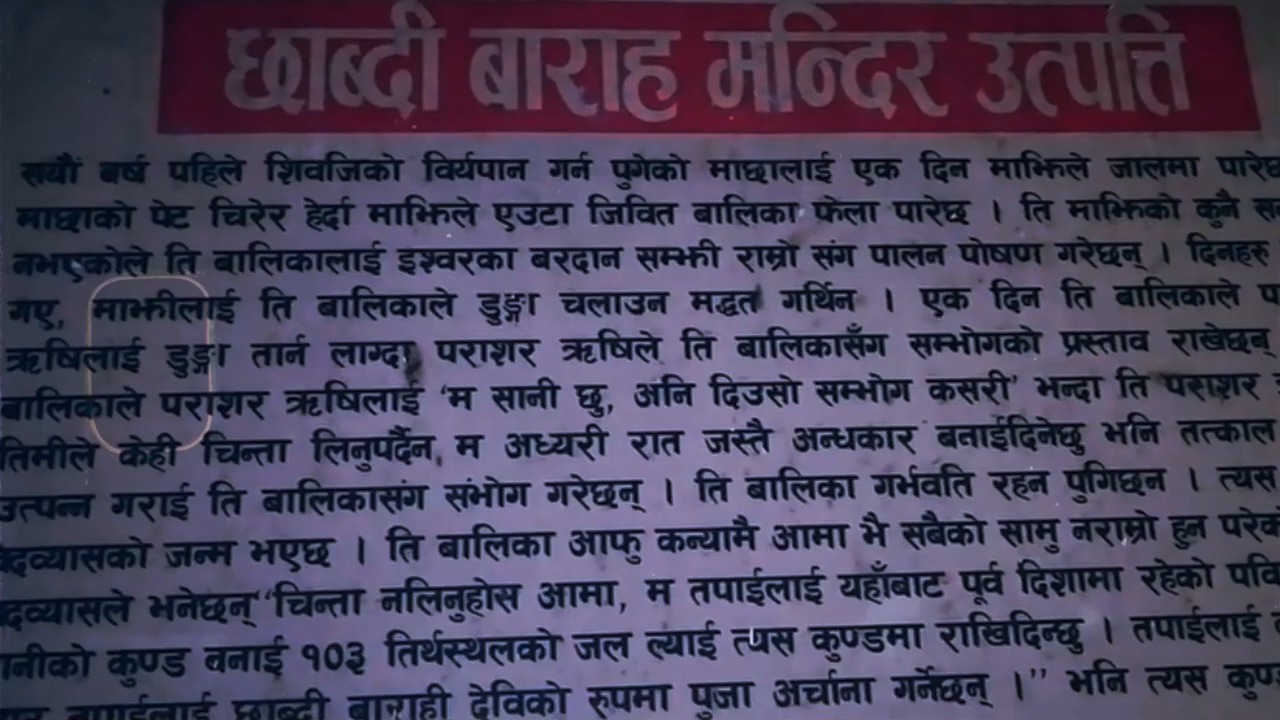 छाब्दी बाराह मन्दिर उत्पत्ति
सयौं बर्ष पहिले शिवजिको विर्यपान गर्न पुगेको माछालाई एक दिन माझिले जालमा
माछाको पेट चिरेर हेर्दा माझिले एउटा जिवित बालिका फेला पारेछ । ति माझिको कुनै
नभएकोले ति बालिकालाई इश्वरका बरदान सम्झी राम्रो संग पालन पोषण गरेछन् । दिनहरु
गए, माझीलाई ति बालिकाले डुङ्गा चलाउन मद्धत गर्थिन । एक दिन ति बालिकाले
ऋषिलाई डुङ्गा तार्न लाग्दा पराशर ऋषिले ति बालिकासँग सम्भोगको प्रस्ताव राखेछन्
बालिकाले पराशर ऋषिलाई 'म सानी छु, अनि दिउसो सम्भोग कसरी' भन्दा ति पराशर
तिमीले केही चिन्ता लिनुपर्दैन, म अध्यरी रात जस्तै अन्धकार बनाईदिनेछु भनि तत्काल
उत्पन्न गराई ति बालिकासंग संभोग गरेछन् । ति बालिका गर्भवति रहन पुगिछन । त्यस
दव्यासको जन्म भएछ । ति बालिका आफु कन्यामै आमा भै सबैको सामु नराम्रो हुन
दव्यासले भनेछन् "चिन्ता नलिनुहोस आमा, म तपाईलाई यहाँबाट पूर्व दिशामा रहेको
कुण्ड बनाई १०३ तिर्थस्थलको जल ल्याई त्यस कुण्डमा राखिदिन्छु । तपाईलाई
तपाईलाई छाब्दी बाराही देविको रुपमा पुजा अर्चाना गर्नेछन् ।" भनि त्यस